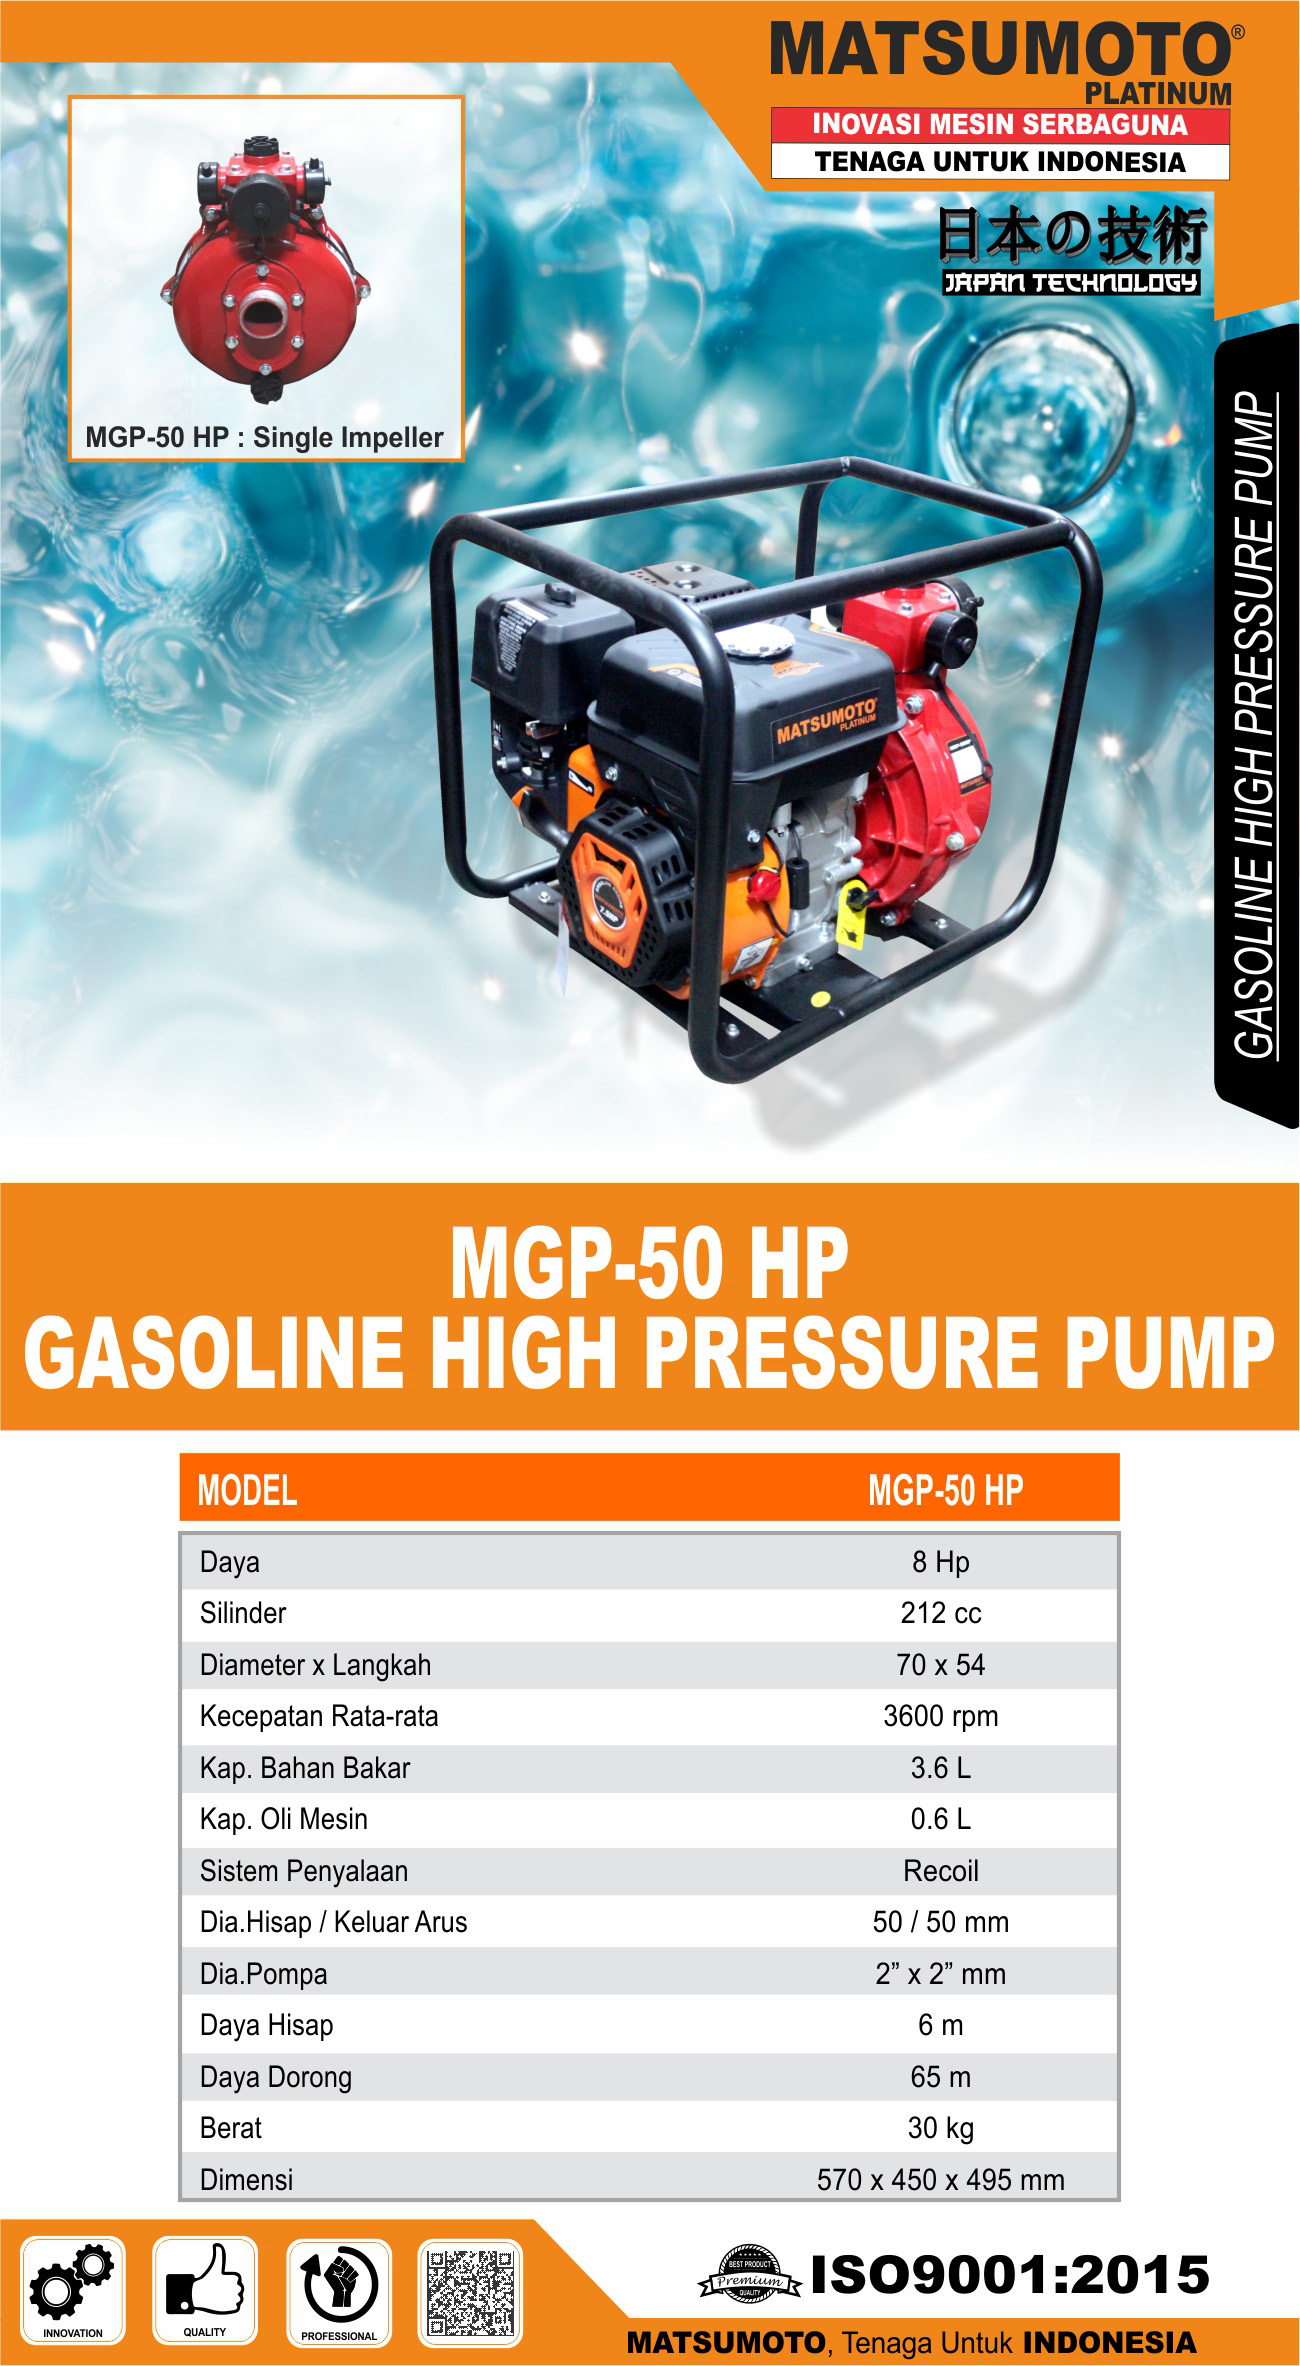 MATSUMOTO®
PLATINUM
INOVASI MESIN SERBAGUNA
TENAGA UNTUK INDONESIA
日本の技術
JAPAN TECHNOLOGY
MGP-50 HP : Single Impeller
GASOLINE HIGH PRESSURE PUMP
MATSUMOTO
PLATINUM
MGP-50 HP
GASOLINE HIGH PRESSURE PUMP
MODEL MGP-50 HP
Daya 8 Hp
Silinder 212 cc
Diameter x Langkah 70 x 54
Kecepatan Rata-rata 3600 rpm
Kap. Bahan Bakar 3.6 L
Kap. Oli Mesin 0.6 L
Sistem Penyalaan Recoil
Dia.Hisap / Keluar Arus 50 / 50 mm
Dia.Pompa 2” x 2” mm
Daya Hisap 6 m
Daya Dorong 65 m
Berat 30 kg
Dimensi 570 x 450 x 495 mm
INNOVATION
QUALITY
PROFESSIONAL
BEST PRODUCT
Premium
QUALITY
ISO9001:2015
MATSUMOTO, Tenaga Untuk INDONESIA